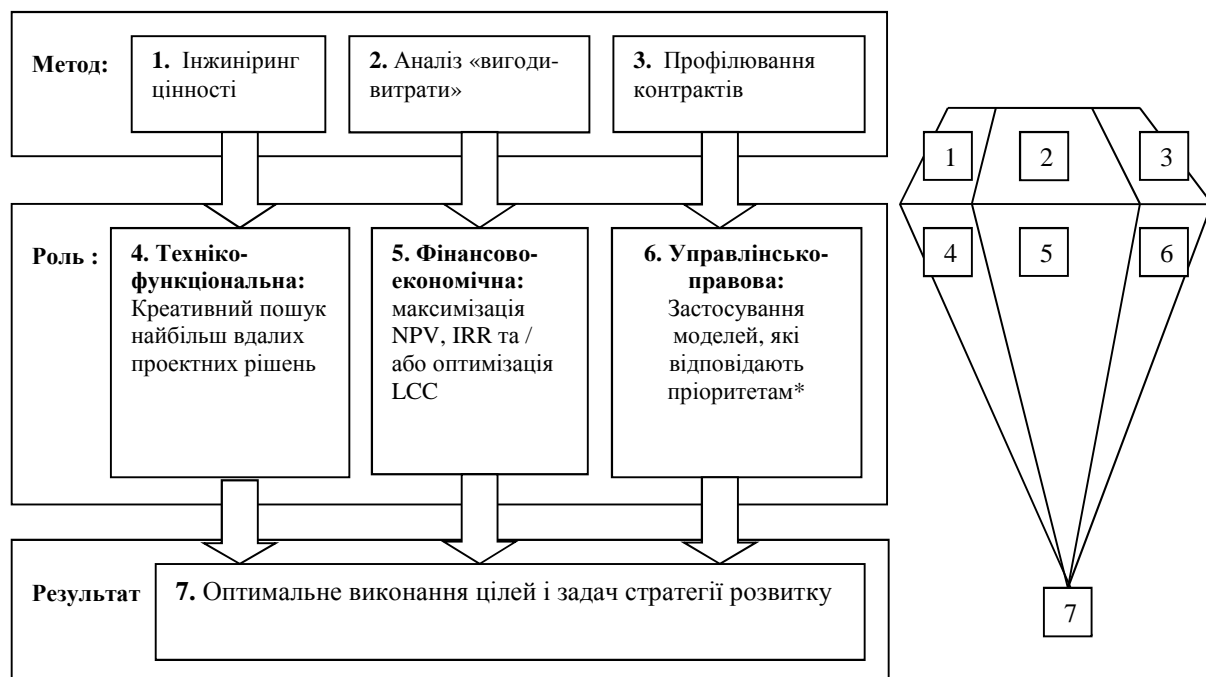 Метод:
1. Інжиніринг
цінності
2. Аналіз «вигоди-
витрати»
3. Профілювання
контрактів
Роль :
4. Техніко-
функціональна:
Креативний пошук
найбільш вдалих
проектних рішень
5. Фінансово-
економічна:
максимізація
NPV, IRR та /
або оптимізація
LCC
6. Управлінсько-
правова:
Застосування
моделей, які
відповідають
пріоритетам*
Результат
7. Оптимальне виконання цілей і задач стратегії розвитку
1
2
3
4
5
6
7